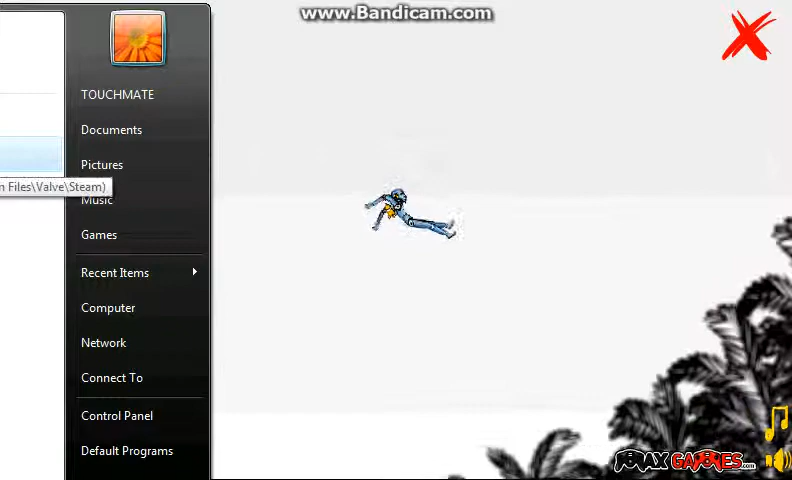 www.Bandicam.com
TOUCHMATE
Documents
Pictures
n Files\Valve\Steam)
Music
Games
Recent Items
Computer
Network
Connect To
Control Panel
Default Programs
GAMES.com